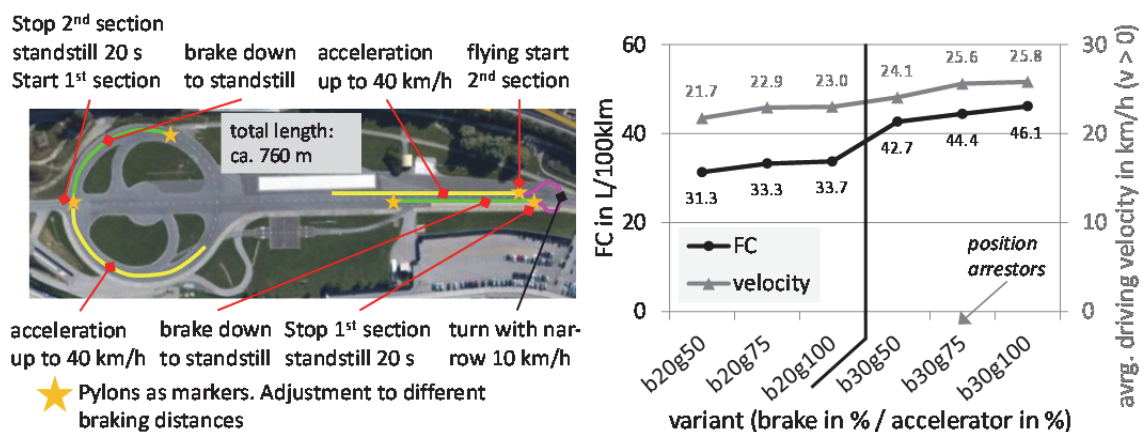 Stop 2nd section
standstill 20 s
Start 1st section
brake down
to standstill
acceleration
up to 40 km/h
flying start
2nd section
total length:
ca. 760 m
acceleration
up to 40 km/h
brake down
to standstill
Stop 1st section
standstill 20 s
turn with nar-
row 10 km/h
Pylons as markers. Adjustment to different
braking distances
FC in L/100km
60
40
20
0
21.7
22.9
23.0
24.1
25.6
25.8
31.3
33.3
33.7
42.7
44.4
46.1
FC
velocity
position
arrestors
30
20
10
0
avrg. driving velocity in km/h (v > 0)
b20g50
b20g75
b20g100
b30g50
b30g75
b30g100
variant (brake in % / accelerator in %)